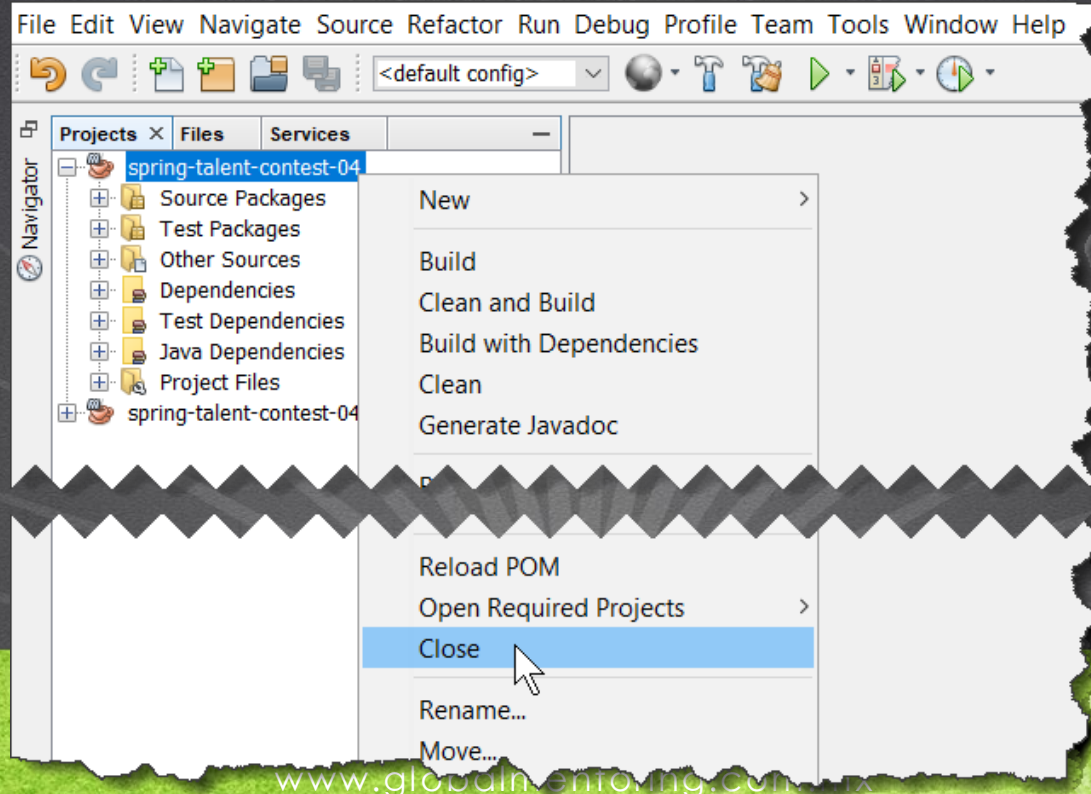 File Edit View Navigate Source Refactor Run Debug Profile Team Tools Window Help
<default config>
Projects Files Services
Navigator
spring-talent-contest-04
Source Packages
Test Packages
Other Sources
Dependencies
Test Dependencies
Java Dependencies
Project Files
spring-talent-contest-04
New
Build
Clean and Build
Build with Dependencies
Clean
Generate Javadoc
Reload POM
Open Required Projects
Close
Rename...
Move...